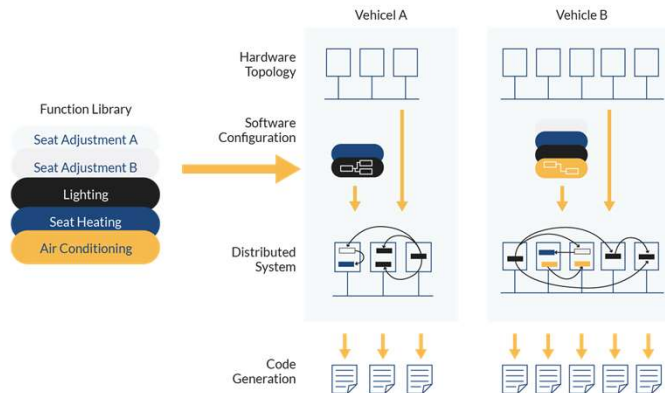 Vehicel A
Vehicle B
Hardware
Topology
Function Library
Seat Adjustment A
Seat Adjustment B
Lighting
Seat Heating
Air Conditioning
Software
Configuration
Distributed
System
Code
Generation